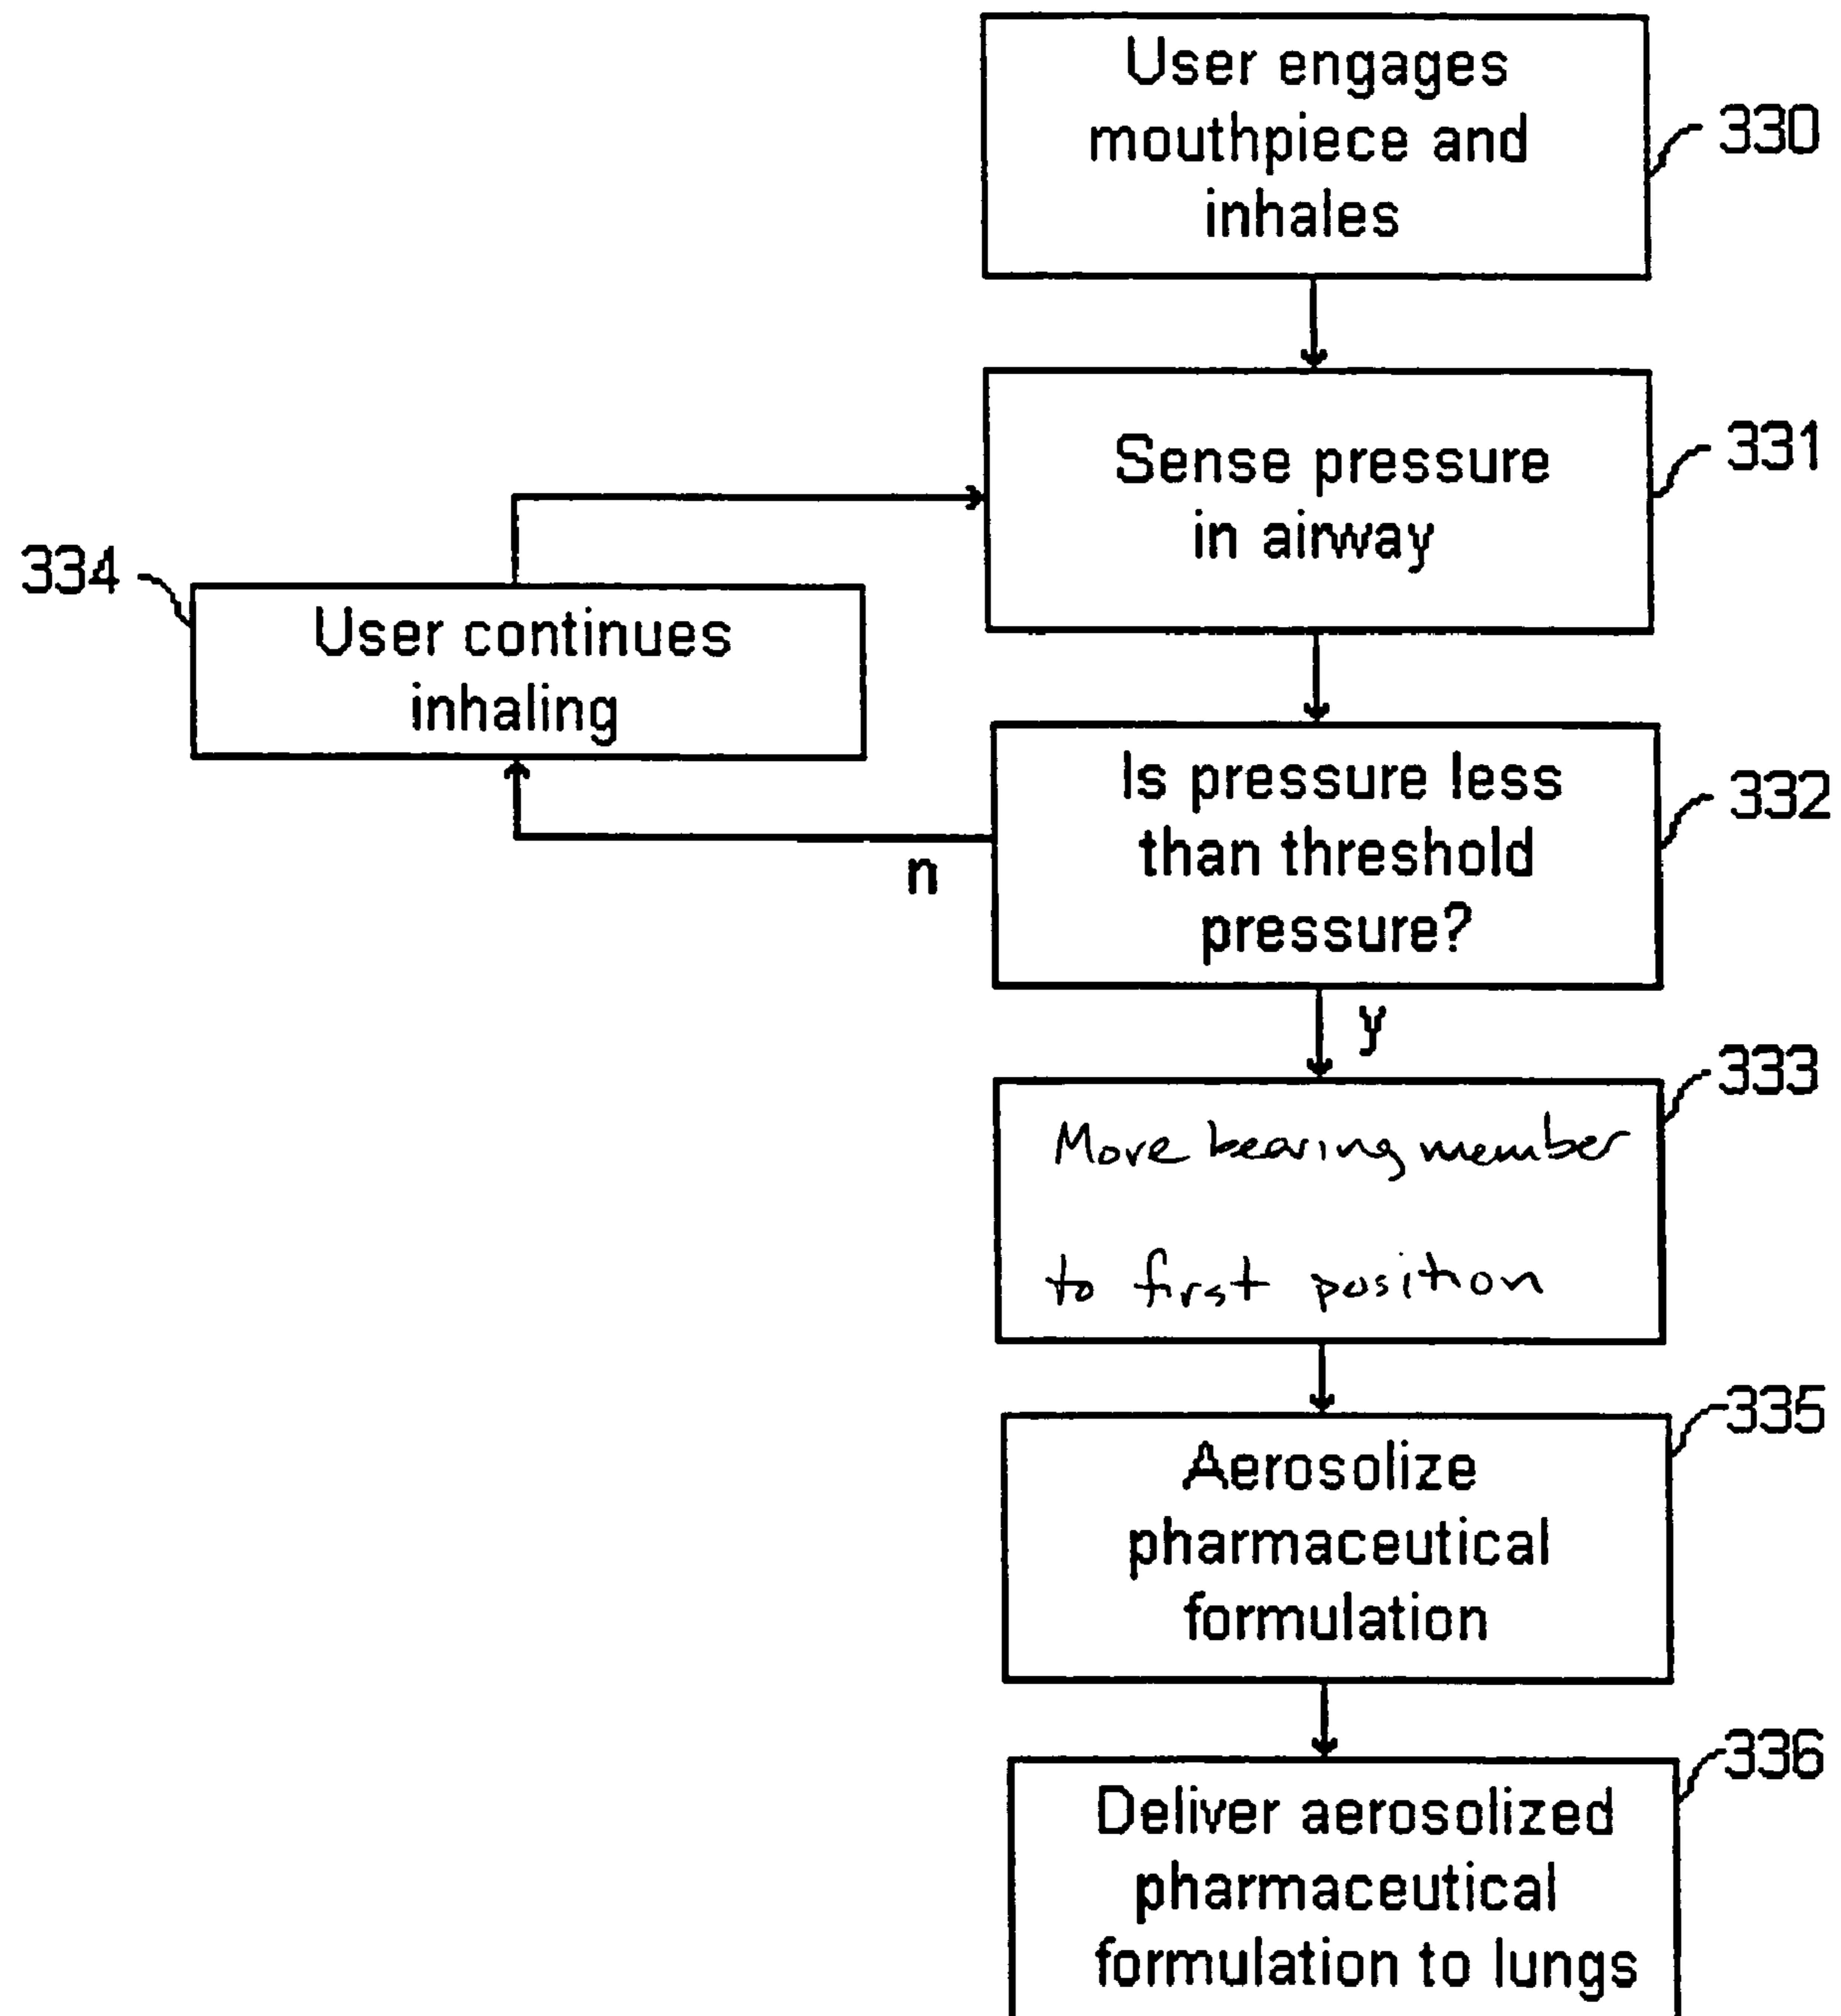 User engages
mouthpiece and
inhales
330
Sense pressure
in airway
331
334
User continues
inhaling
Is pressure less
than threshold
pressure?
332
n
y
333
Move bearing member
to first position
335
Aerosolize
pharmaceutical
formulation
336
Deliver aerosolized
pharmaceutical
formulation to lungs